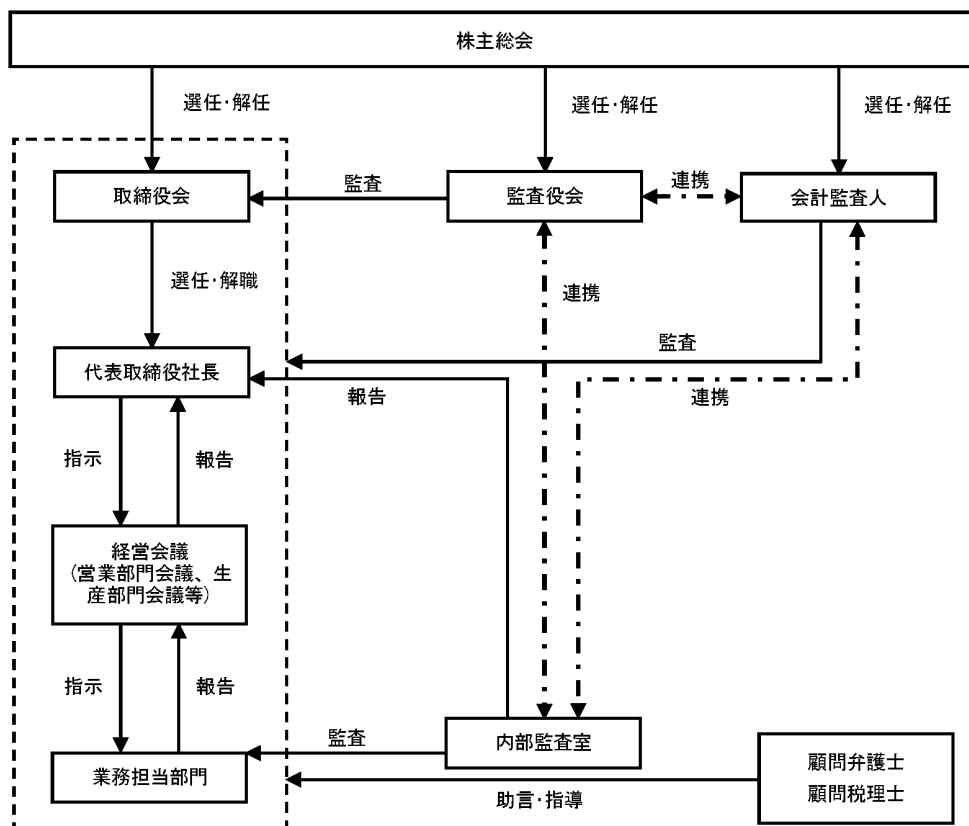 株主総会
選任・解任
選任・解任
選任・解任
取締役会
監査
監査役会
連携
会計監査人
選任・解職
連携
監査
代表取締役社長
報告
連携
指示
報告
経営会議
(営業部門会議、生
産部門会議等)
指示
報告
監査
内部監査室
業務担当部門
助言・指導
顧問弁護士
顧問税理士